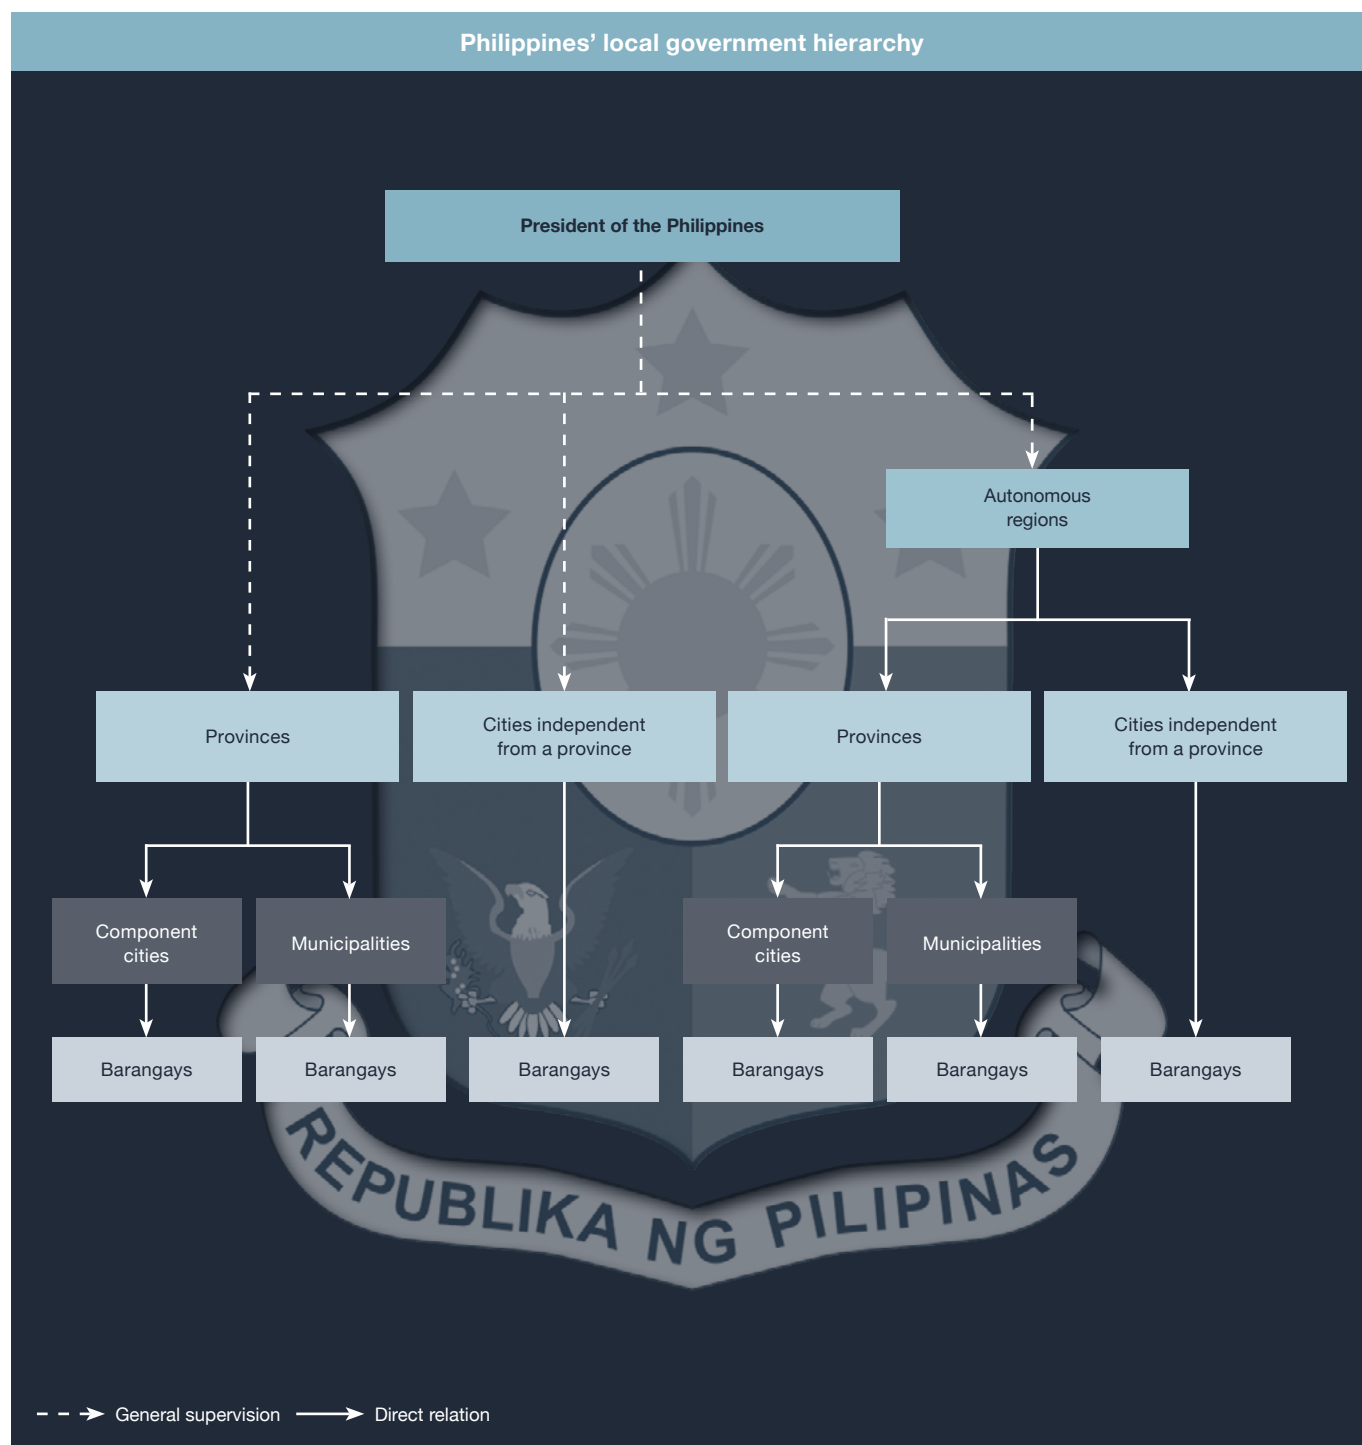 Philippines’ local government hierarchy
President of the Philippines
Autonomous
regions
Provinces
Cities independent
from a province
Provinces
Cities independent
from a province
Component
cities
Municipalities
Component
cities
Municipalities
Barangays
Barangays
Barangays
Barangays
Barangays
Barangays
REPUBLIKA NG PILIPINAS
General supervision
Direct relation